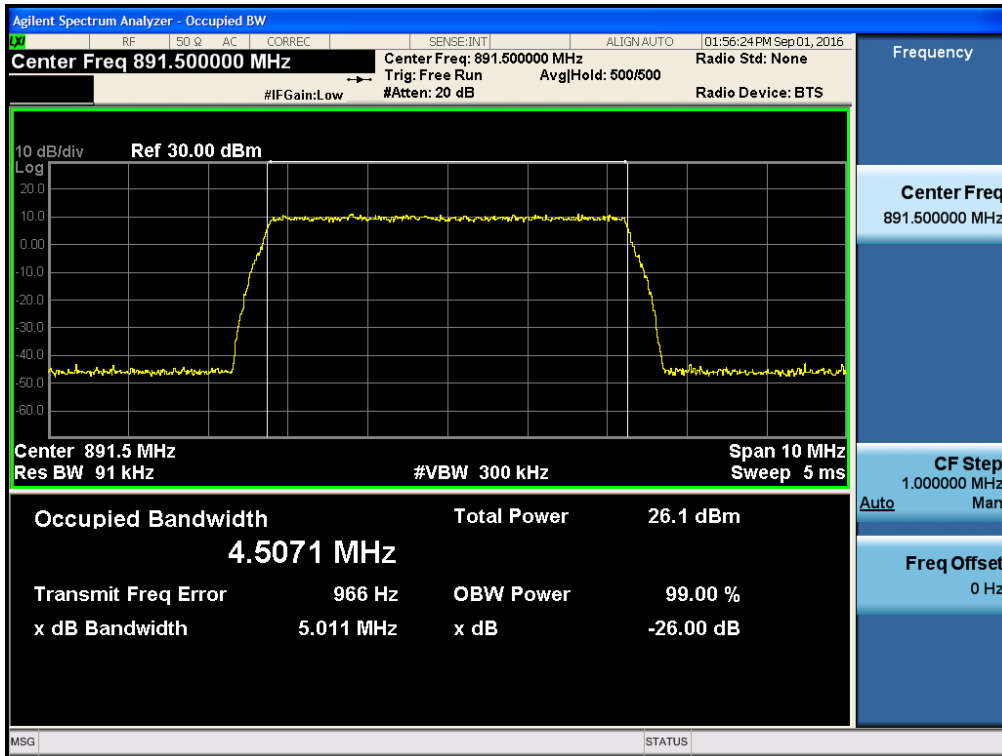 Agilent Spectrum Analyzer - Occupied BW
LXI RF 50 Ω AC CORREC SENSE:INT ALIGN AUTO 01:56:24 PM Sep 01, 2016
Center Freq 891.500000 MHz
Center Freq: 891.500000 MHz
Radio Std: None
Trig: Free Run Avg|Hold: 500/500
#IFGain:Low
#Atten: 20 dB
Radio Device: BTS
10 dB/div Ref 30.00 dBm
Log
20.0
10.0
0.00
-10.0
-20.0
-30.0
-40.0
-50.0
-60.0
Center 891.5 MHz Span 10 MHz
Res BW 91 kHz #VBW 300 kHz Sweep 5 ms
Occupied Bandwidth Total Power 26.1 dBm
4.5071 MHz
Transmit Freq Error 966 Hz OBW Power 99.00 %
x dB Bandwidth 5.011 MHz x dB -26.00 dB
Frequency
Center Freq
891.500000 MHz
CF Step
1.000000 MHz
Auto Man
Freq Offset
0 Hz
MSG STATUS